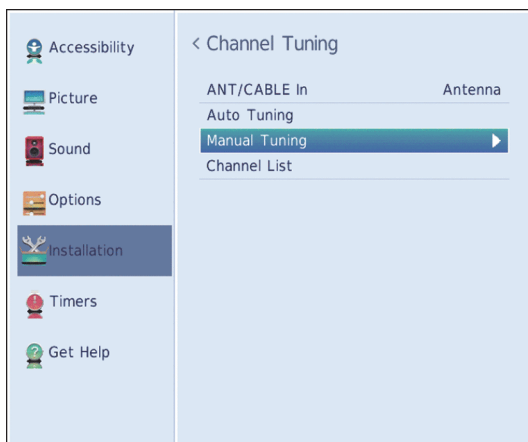 Accessibility
Picture
Sound
Options
Installation
Timers
Get Help
< Channel Tuning
ANT/CABLE In Antenna
Auto Tuning
Manual Tuning
Channel List